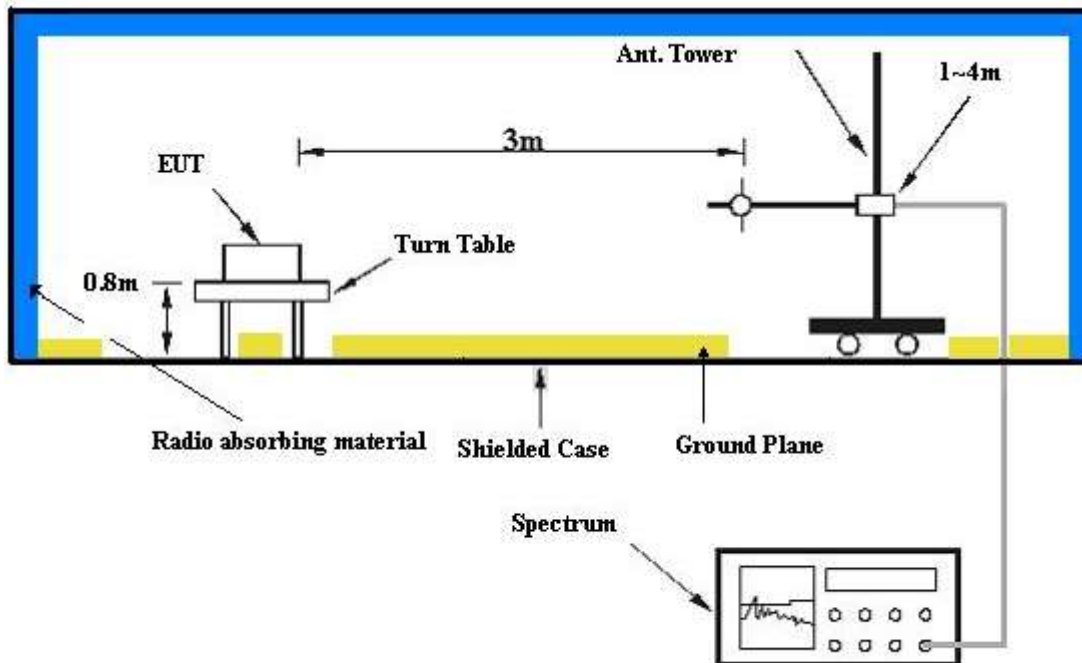 Ant. Tower
1~4m
3m
EUT
Turn Table
0.8m
Radio absorbing material
Shielded Case
Ground Plane
Spectrum